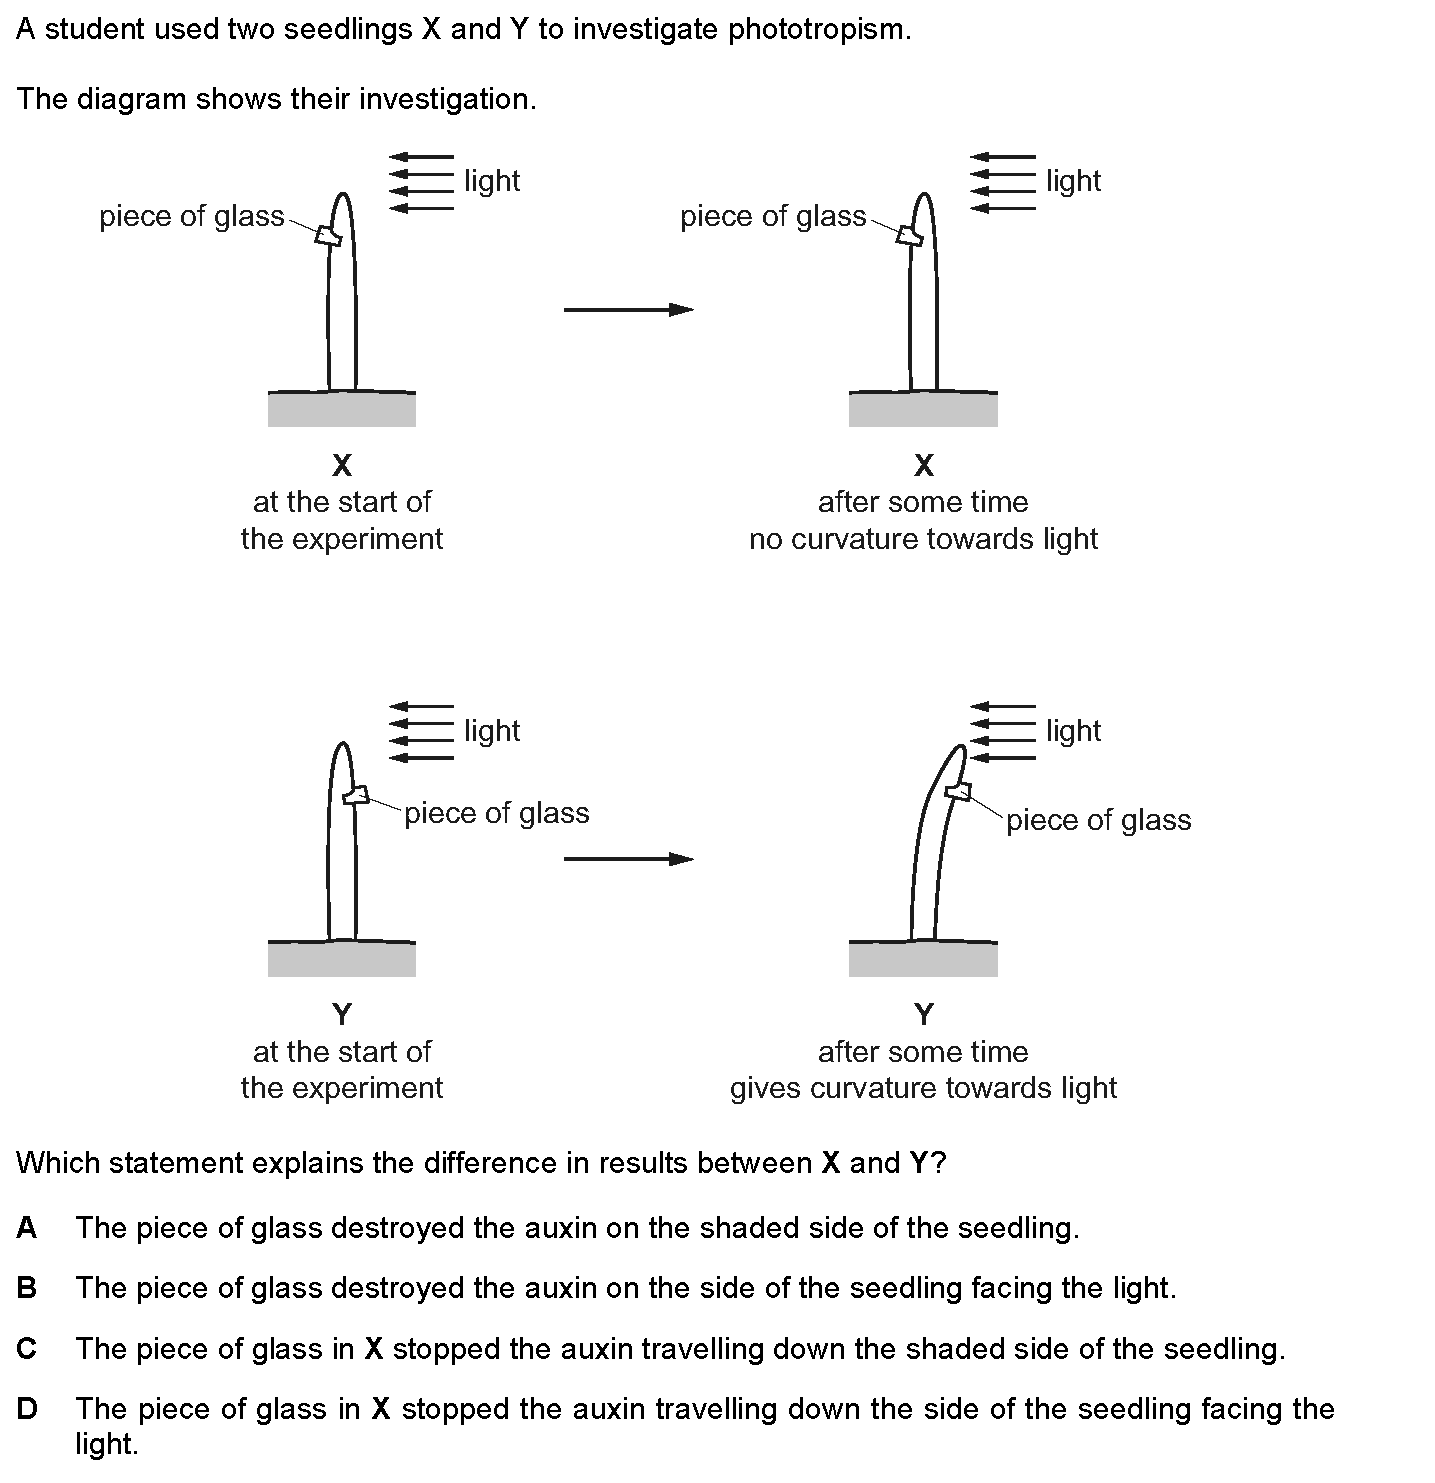 A student used two seedlings X and Y to investigate phototropism.
The diagram shows their investigation.
light
piece of glass
light
piece of glass
X
at the start of
the experiment
X
after some time
no curvature towards light
light
piece of glass
light
piece of glass
Y
at the start of
the experiment
Y
after some time
gives curvature towards light
Which statement explains the difference in results between X and Y?
A The piece of glass destroyed the auxin on the shaded side of the seedling.
B The piece of glass destroyed the auxin on the side of the seedling facing the light.
C The piece of glass in X stopped the auxin travelling down the shaded side of the seedling.
D The piece of glass in X stopped the auxin travelling down the side of the seedling facing the
light.